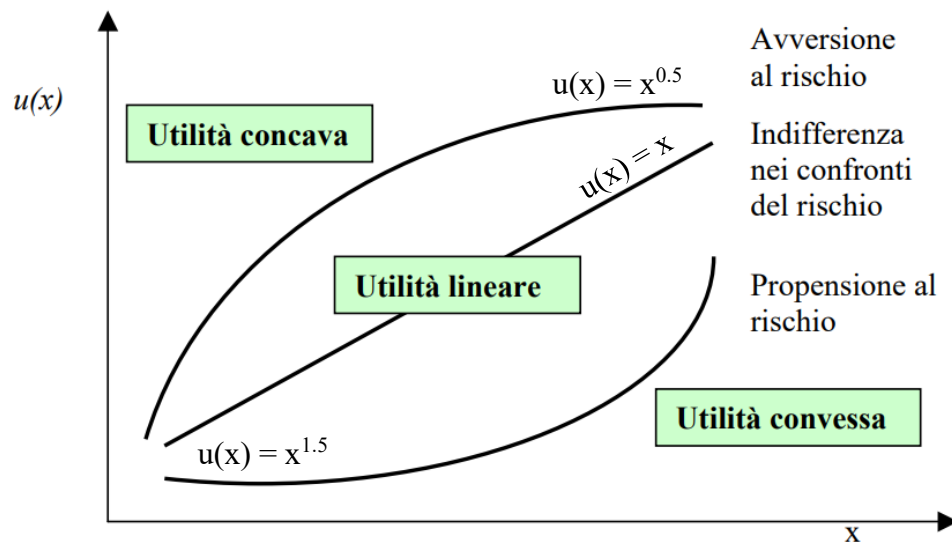 u(x)
Utilità concava
u(x) = x^0.5
Avversione
al rischio
u(x) = x
Indifferenza
nei confronti
del rischio
Utilità lineare
Propensione al
rischio
Utilità convessa
u(x) = x^1.5
x